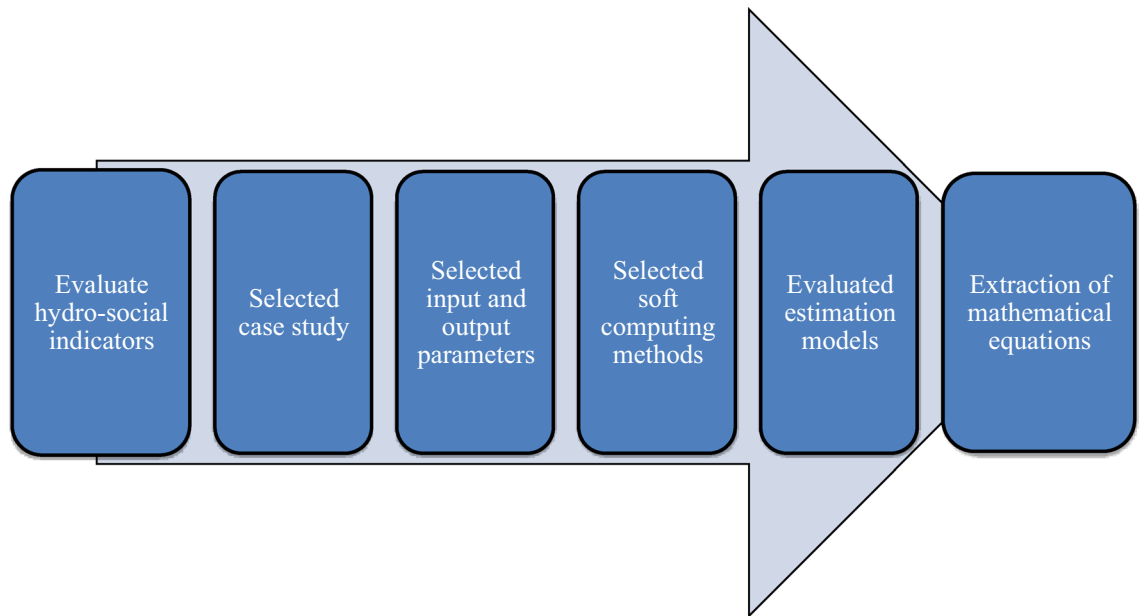 Evaluate
hydro-social
indicators
Selected
case study
Selected
input and
output
parameters
Selected
soft
computing
methods
Evaluated
estimation
models
Extraction of
mathematical
equations